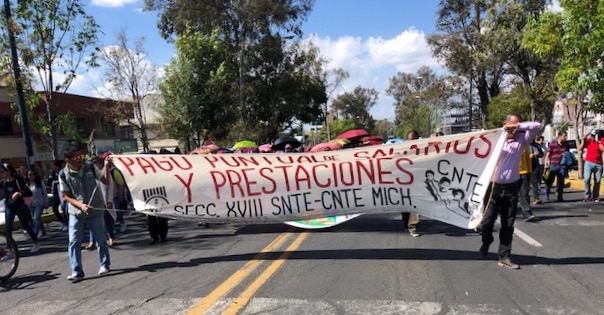 PAGO PUNTUAL DE SALARIOS
Y PRESTACIONES
SECC. XVIII SNTE-CNTE MICH.
CNTE